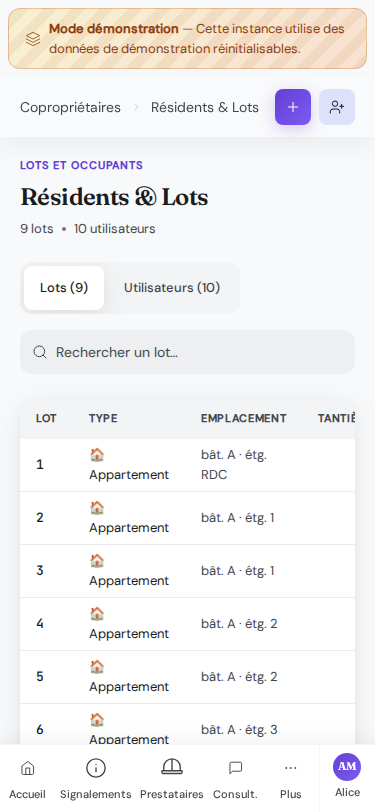 Mode démonstration — Cette instance utilise des
données de démonstration réinitialisables.
Copropriétaires
Résidents & Lots
LOTS ET OCCUPANTS
Résidents & Lots
9 lots • 10 utilisateurs
Lots (9)
Utilisateurs (10)
Rechercher un lot…
LOT TYPE EMPLACEMENT TANTIÈ
1 Appartement bât. A · étg. RDC
2 Appartement bât. A · étg. 1
3 Appartement bât. A · étg. 1
4 Appartement bât. A · étg. 2
5 Appartement bât. A · étg. 2
6 Appartement bât. A · étg. 3
AM
Accueil Signalements Prestataires Consult. Plus Alice